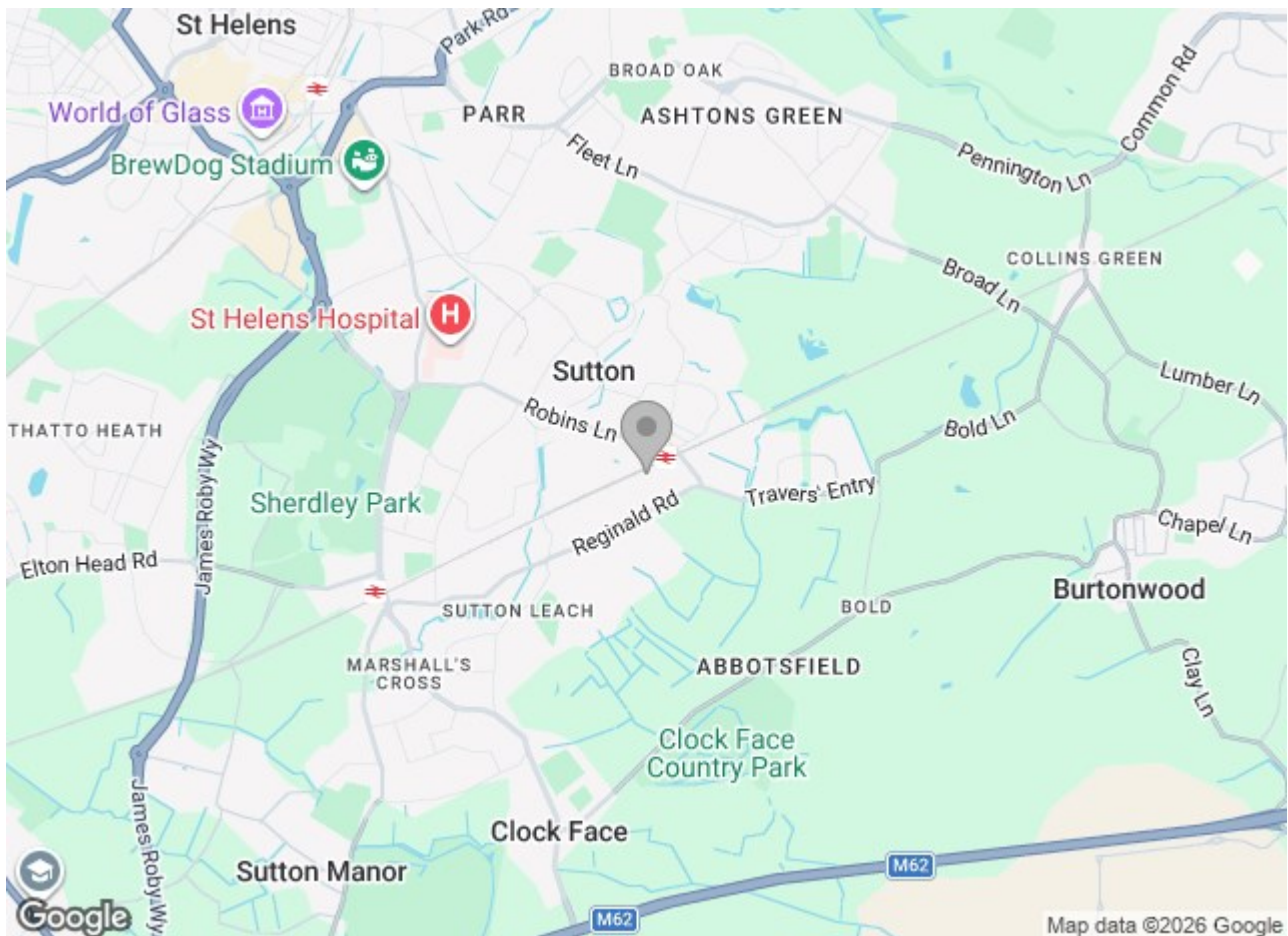 St Helens
Park Rd
World of Glass
BrewDog Stadium
PARR
BROAD OAK
ASHTONS GREEN
Common Rd
Fleet Ln
Pennington Ln
COLLINS GREEN
Broad Ln
St Helens Hospital
H
Sutton
Lumber Ln
THATTO HEATH
Robins Ln
Bold Ln
James Roby Wy
Sherdley Park
Travers' Entry
Reginald Rd
Chapel Ln
Elton Head Rd
SUTTON LEACH
BOLD
Burtonwood
MARSHALL'S
CROSS
ABBOTSFIELD
Clay Ln
Clock Face
Country Park
James Roby Wy
Clock Face
Sutton Manor
M62
M62
Google
Map data ©2026 Google